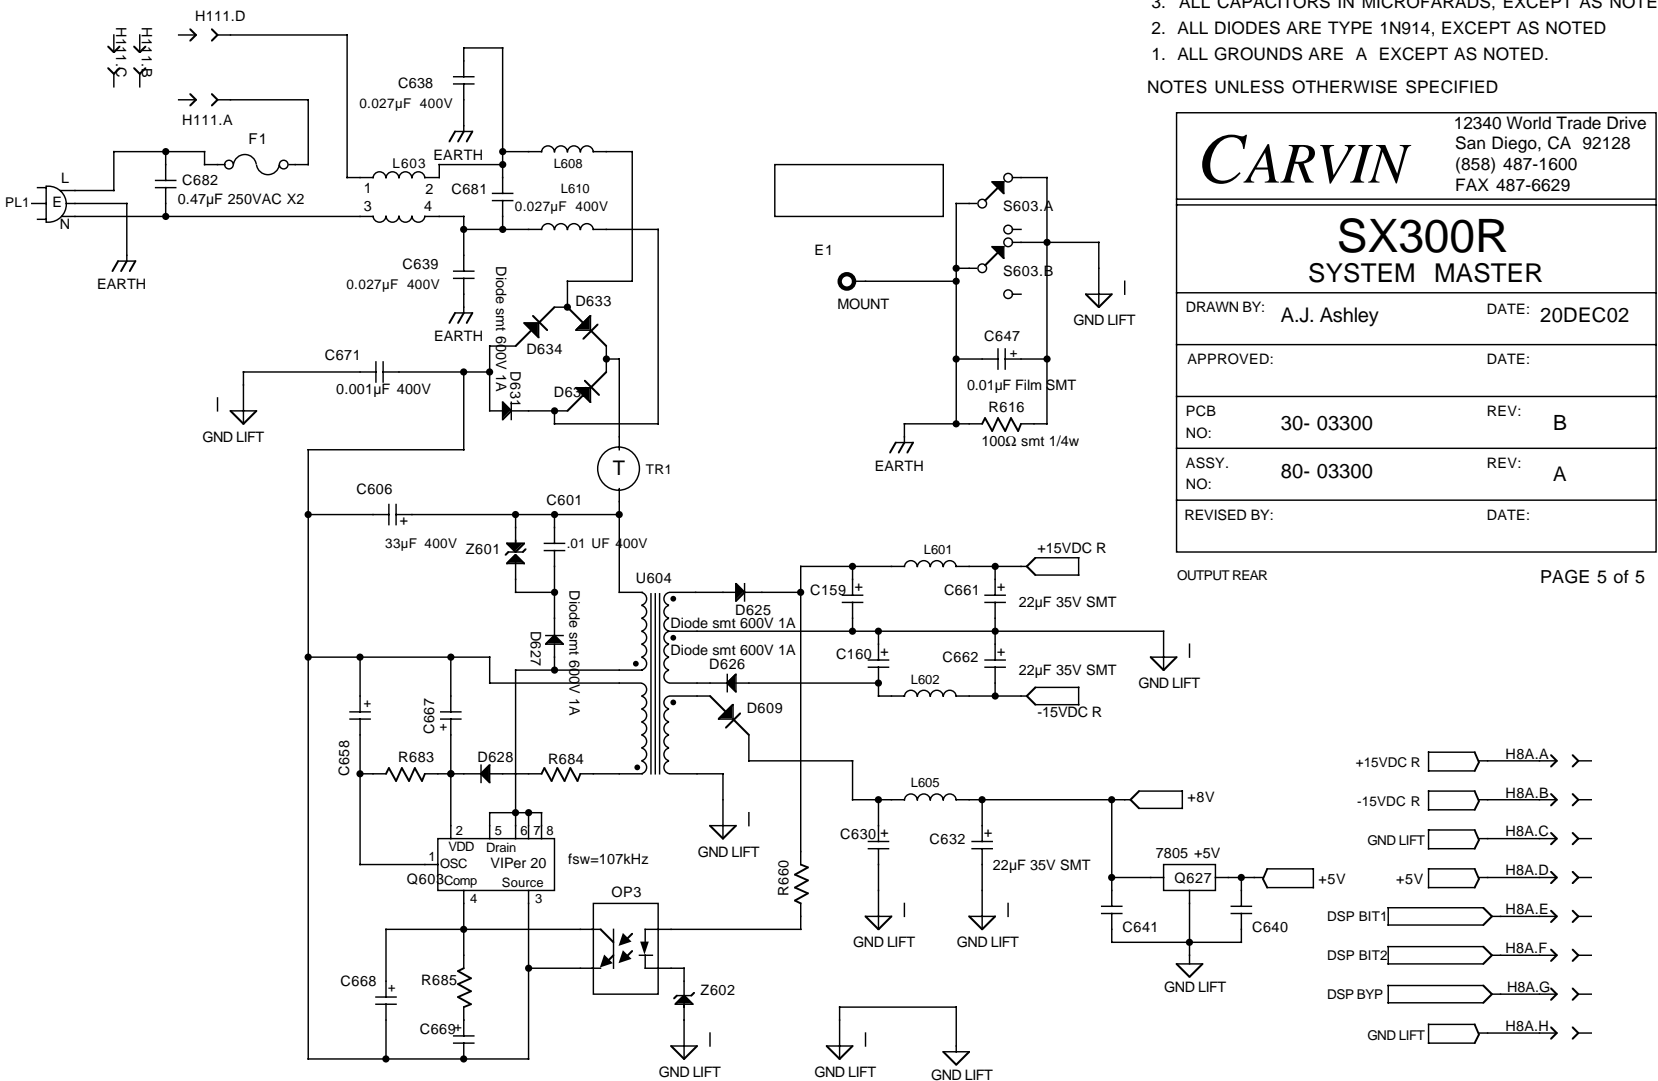 3. ALL CAPACITORS IN MICROFARADS, EXCEPT AS NOTE
2. ALL DIODES ARE TYPE 1N914, EXCEPT AS NOTED
1. ALL GROUNDS ARE A EXCEPT AS NOTED.
NOTES UNLESS OTHERWISE SPECIFIED
CARVIN
12340 World Trade Drive
San Diego, CA 92128
(858) 487-1600
FAX 487-6629
SX300R
SYSTEM MASTER
DRAWN BY: A.J. Ashley DATE: 20DEC02
APPROVED: DATE:
PCB NO: 30- 03300 REV: B
ASSY. NO: 80- 03300 REV: A
REVISED BY: DATE:
OUTPUT REAR PAGE 5 of 5
H111.D
H111.C
H111.B
H111.A
F1
PL1
L
E
N
C682
0.47µF 250VAC X2
EARTH
C638
0.027µF 400V
EARTH
L603
1 2
3 4
C681
0.027µF 400V
L608
L610
C639
0.027µF 400V
EARTH
Diode smt 600V 1A
D633
D634
D631
D63
C671
0.001µF 400V
I
GND LIFT
T
TR1
E1
MOUNT
S603.A
S603.B
I
GND LIFT
C647
+
0.01µF Film SMT
R616
100Ω smt 1/4w
EARTH
C606
+
33µF 400V
Z601
C601
.01 UF 400V
D627
Diode smt 600V 1A
U604
D625
Diode smt 600V 1A
Diode smt 600V 1A
D626
D609
C159
+
L601
+15VDC R
C661
+
22µF 35V SMT
C160
+
C662
+
22µF 35V SMT
L602
-15VDC R
I
GND LIFT
C658
+
C667
+
R683
D628
R684
2
5 6 7 8
VDD
Drain
1
OSC
VIPer 20
Q603
Comp
Source
4
3
fsw=107kHz
I
GND LIFT
OP3
R660
C668
+
R685
C669
+
Z602
I
GND LIFT
L605
+8V
C630
+
C632
+
22µF 35V SMT
I
GND LIFT
I
GND LIFT
7805 +5V
Q627
+5V
C641
C640
GND LIFT
I
GND LIFT
GND LIFT
+15VDC R H8A.A
-15VDC R H8A.B
GND LIFT H8A.C
+5V H8A.D
DSP BIT1 H8A.E
DSP BIT2 H8A.F
DSP BYP H8A.G
GND LIFT H8A.H